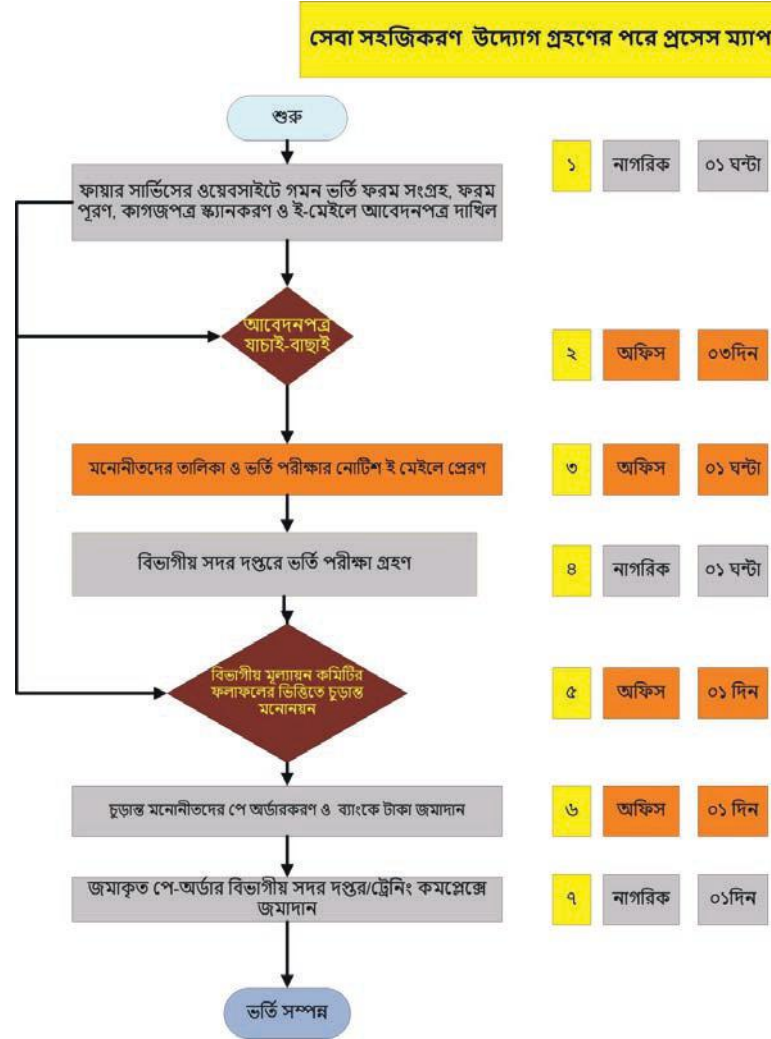 সেবা সহজিকরণ উদ্যোগ গ্রহণের পরে প্রসেস ম্যাপ
শুরু
ফায়ার সার্ভিসের ওয়েবসাইটে গমন ভর্তি ফরম সংগ্রহ, ফরম
পূরণ, কাগজপত্র স্ক্যানকরণ ও ই-মেইলে আবেদনপত্র দাখিল
১ নাগরিক ০১ ঘন্টা
আবেদনপত্র
যাচাই-বাছাই
২ অফিস ০৩দিন
মনোনীতদের তালিকা ও ভর্তি পরীক্ষার নোটিশ ই মেইলে প্রেরণ
৩ অফিস ০১ ঘন্টা
বিভাগীয় সদর দপ্তরে ভর্তি পরীক্ষা গ্রহণ
৪ নাগরিক ০১ ঘন্টা
বিভাগীয় মূল্যায়ন কমিটির
ফলাফলের ভিত্তিতে চুড়ান্ত
মনোনয়ন
৫ অফিস ০১ দিন
চুড়ান্ত মনোনীতদের পে অর্ডারকরণ ও ব্যাংকে টাকা জমাদান
৬ অফিস ০১ দিন
জমাকৃত পে-অর্ডার বিভাগীয় সদর দপ্তর/ট্রেনিং কমপ্লেক্সে
জমাদান
৭ নাগরিক ০১দিন
ভর্তি সম্পন্ন